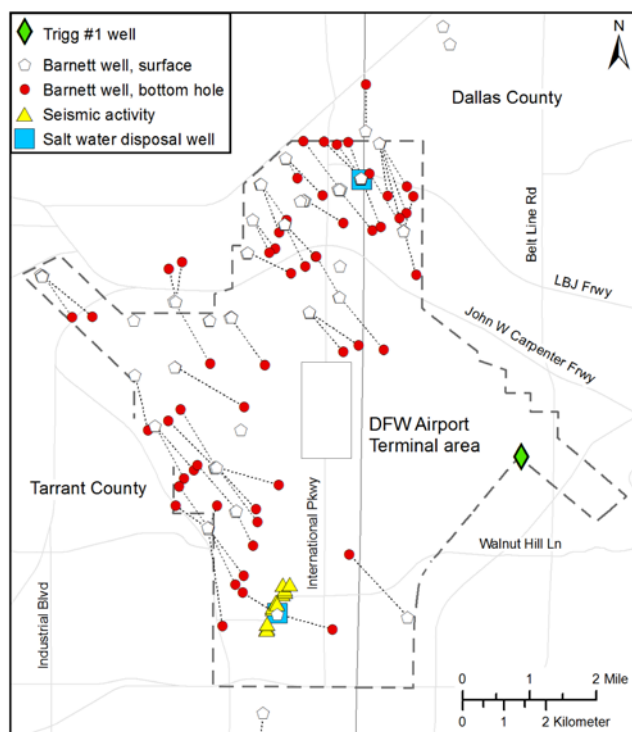 Trigg #1 well
Barnett well, surface
Barnett well, bottom hole
Seismic activity
Salt water disposal well
N
Dallas County
Belt Line Rd
LBJ Frwy
John W Carpenter Frwy
DFW Airport
Terminal area
Tarrant County
International Pkwy
Walnut Hill Ln
Industrial Blvd
0 1 2 Mile
0 1 2 Kilometer